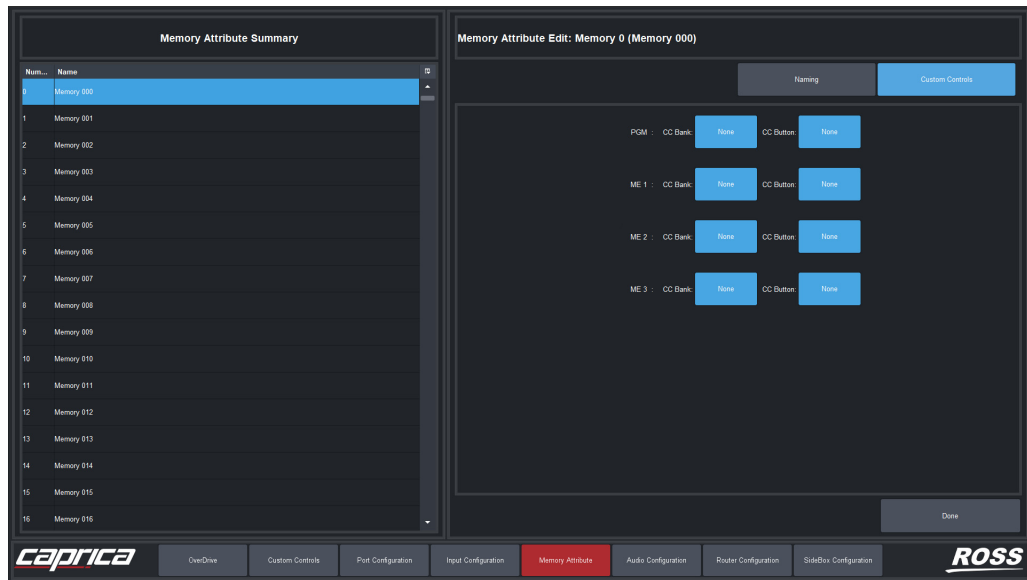 Memory Attribute Summary
Num... Name
0 Memory 000
1 Memory 001
2 Memory 002
3 Memory 003
4 Memory 004
5 Memory 005
6 Memory 006
7 Memory 007
8 Memory 008
9 Memory 009
10 Memory 010
11 Memory 011
12 Memory 012
13 Memory 013
14 Memory 014
15 Memory 015
16 Memory 016
Memory Attribute Edit: Memory 0 (Memory 000)
Naming Custom Controls
PGM : CC Bank: None CC Button: None
ME 1 : CC Bank: None CC Button: None
ME 2 : CC Bank: None CC Button: None
ME 3 : CC Bank: None CC Button: None
Done
caprica OverDrive Custom Controls Port Configuration Input Configuration Memory Attribute Audio Configuration Router Configuration SideBox Configuration ROSS